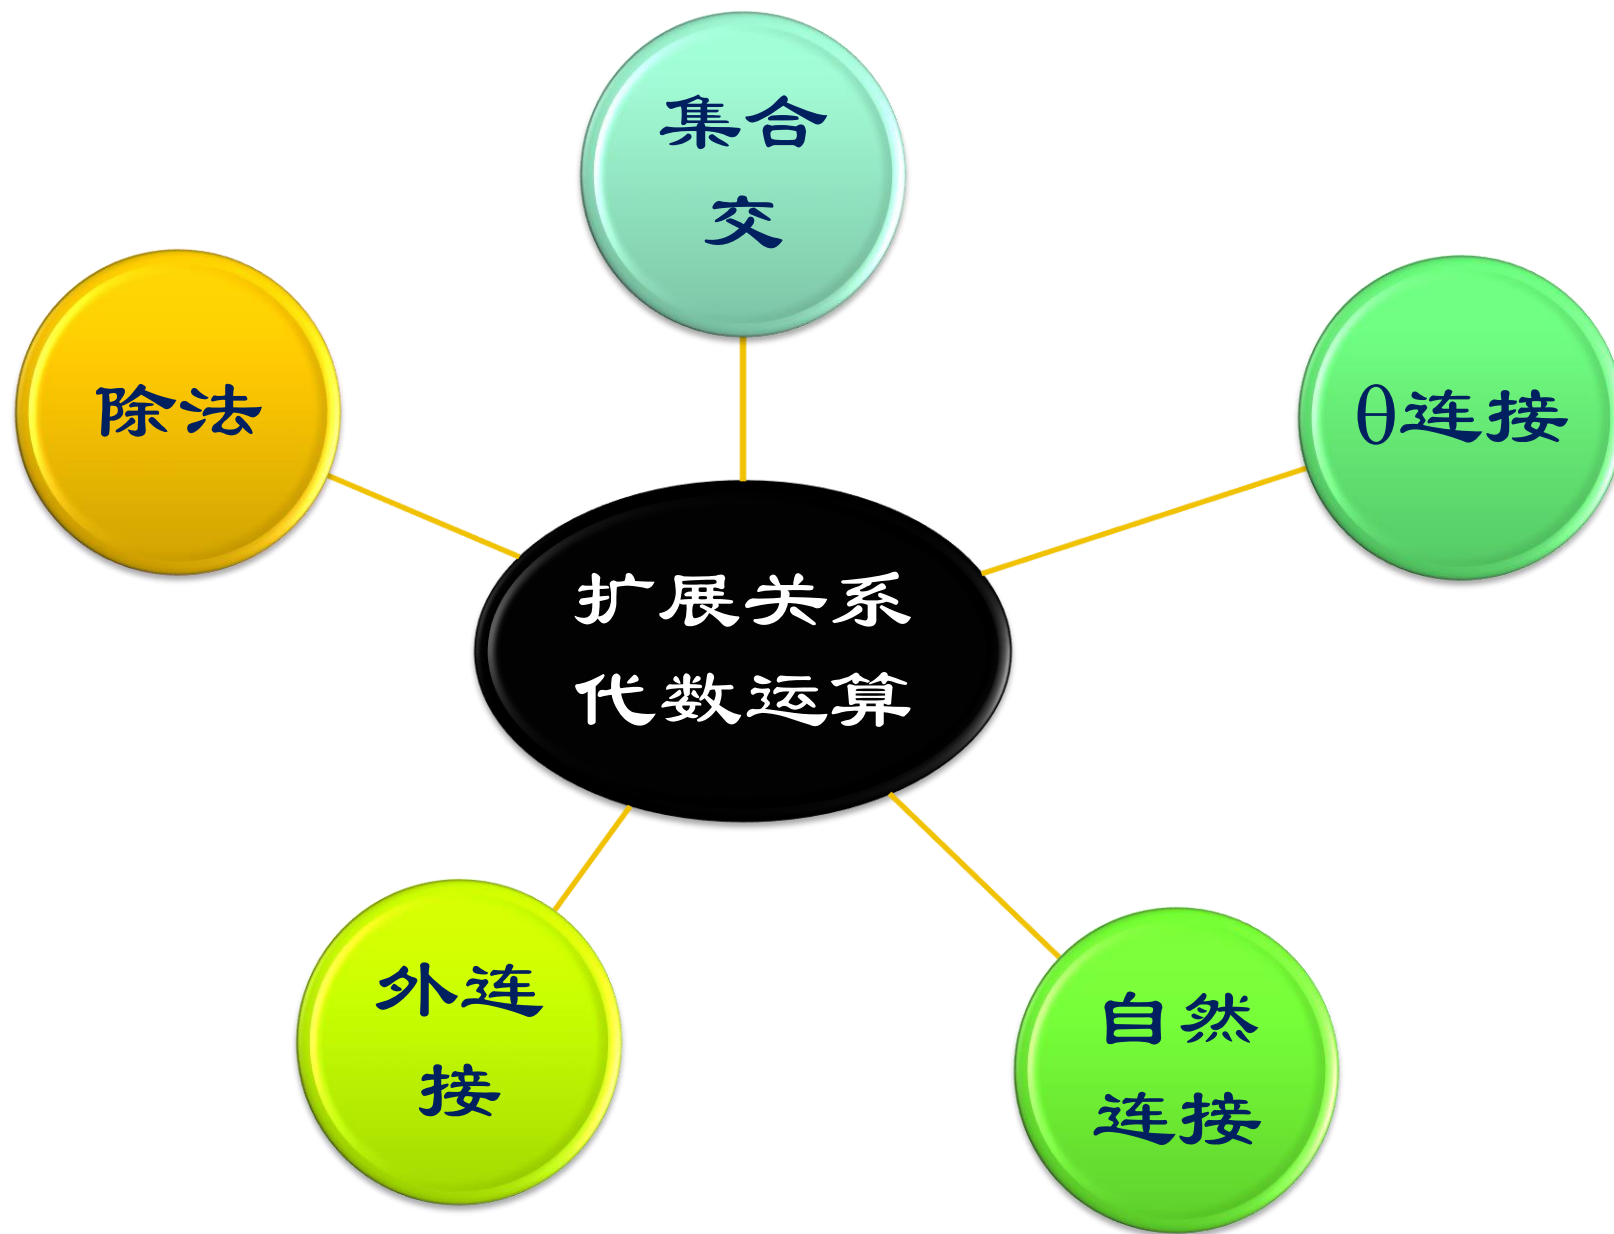 集合
交
除法
θ连接
扩展关系
代数运算
外连
接
自然
连接